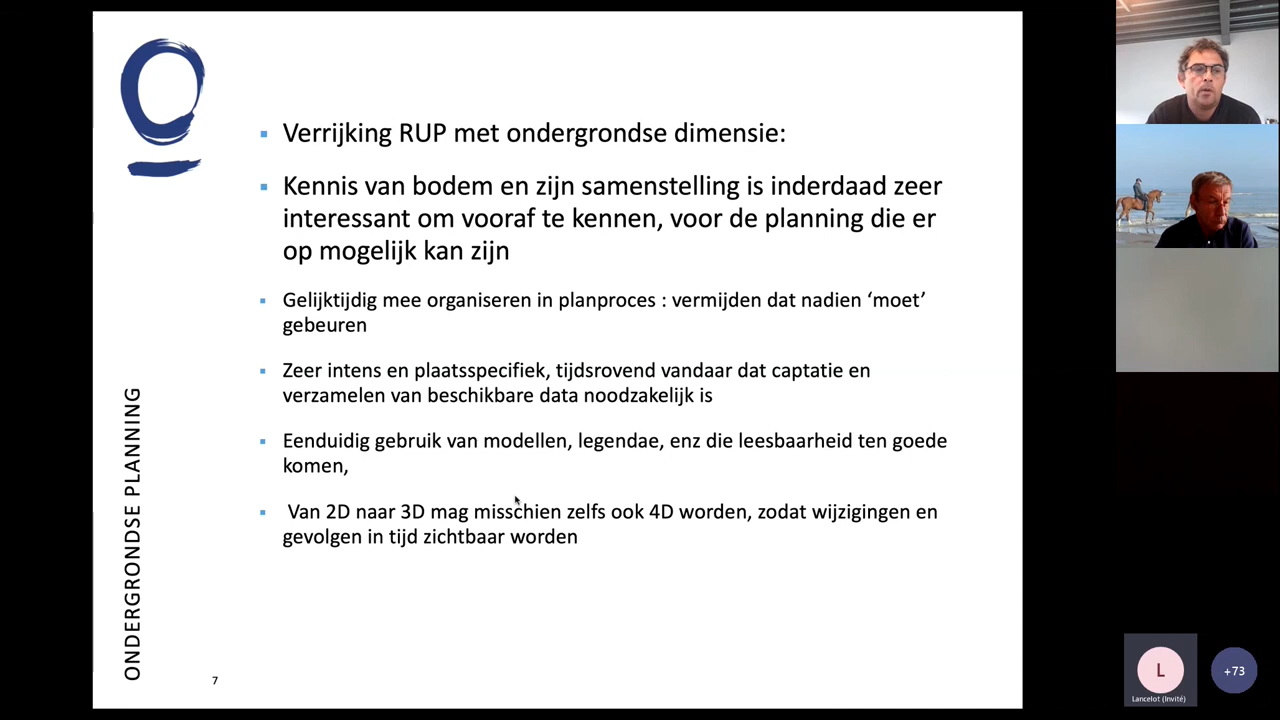 Verrijking RUP met ondergrondse dimensie:
Kennis van bodem en zijn samenstelling is inderdaad zeer
interessant om vooraf te kennen, voor de planning die er
op mogelijk kan zijn
Gelijktijdig mee organiseren in planproces : vermijden dat nadien ‘moet’
gebeuren
Zeer intens en plaatsspecifiek, tijdsrovend vandaar dat captatie en
verzamelen van beschikbare data noodzakelijk is
Eenduidig gebruik van modellen, legendae, enz die leesbaarheid ten goede
komen,
Van 2D naar 3D mag misschien zelfs ook 4D worden, zodat wijzigingen en
gevolgen in tijd zichtbaar worden
ONDERGRONDSE PLANNING
7
L
Lancelot (Invité)
+73